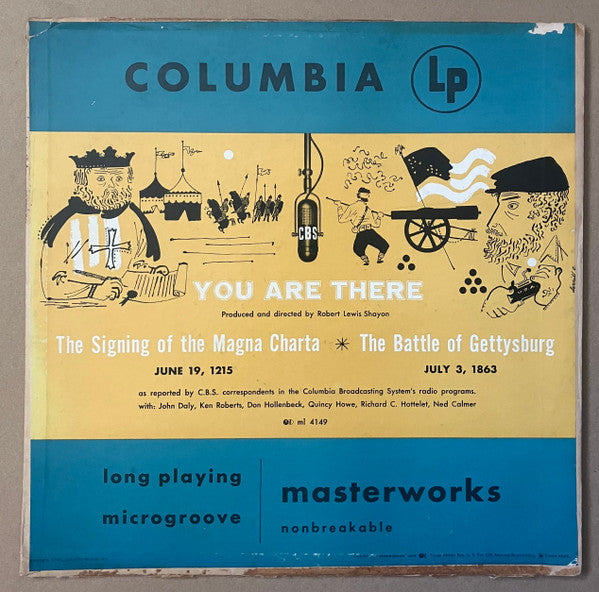 COLUMBIA Lp
CBS
YOU ARE THERE
Produced and directed by Robert Lewis Shayon
The Signing of the Magna Charta * The Battle of Gettysburg
JUNE 19, 1215 JULY 3, 1863
as reported by C.B.S. correspondents in the Columbia Broadcasting System's radio programs.
with: John Daly, Ken Roberts, Don Hollenbeck, Quincy Howe, Richard C. Hottelet, Ned Calmer
ml 4149
long playing
microgroove
masterworks
nonbreakable